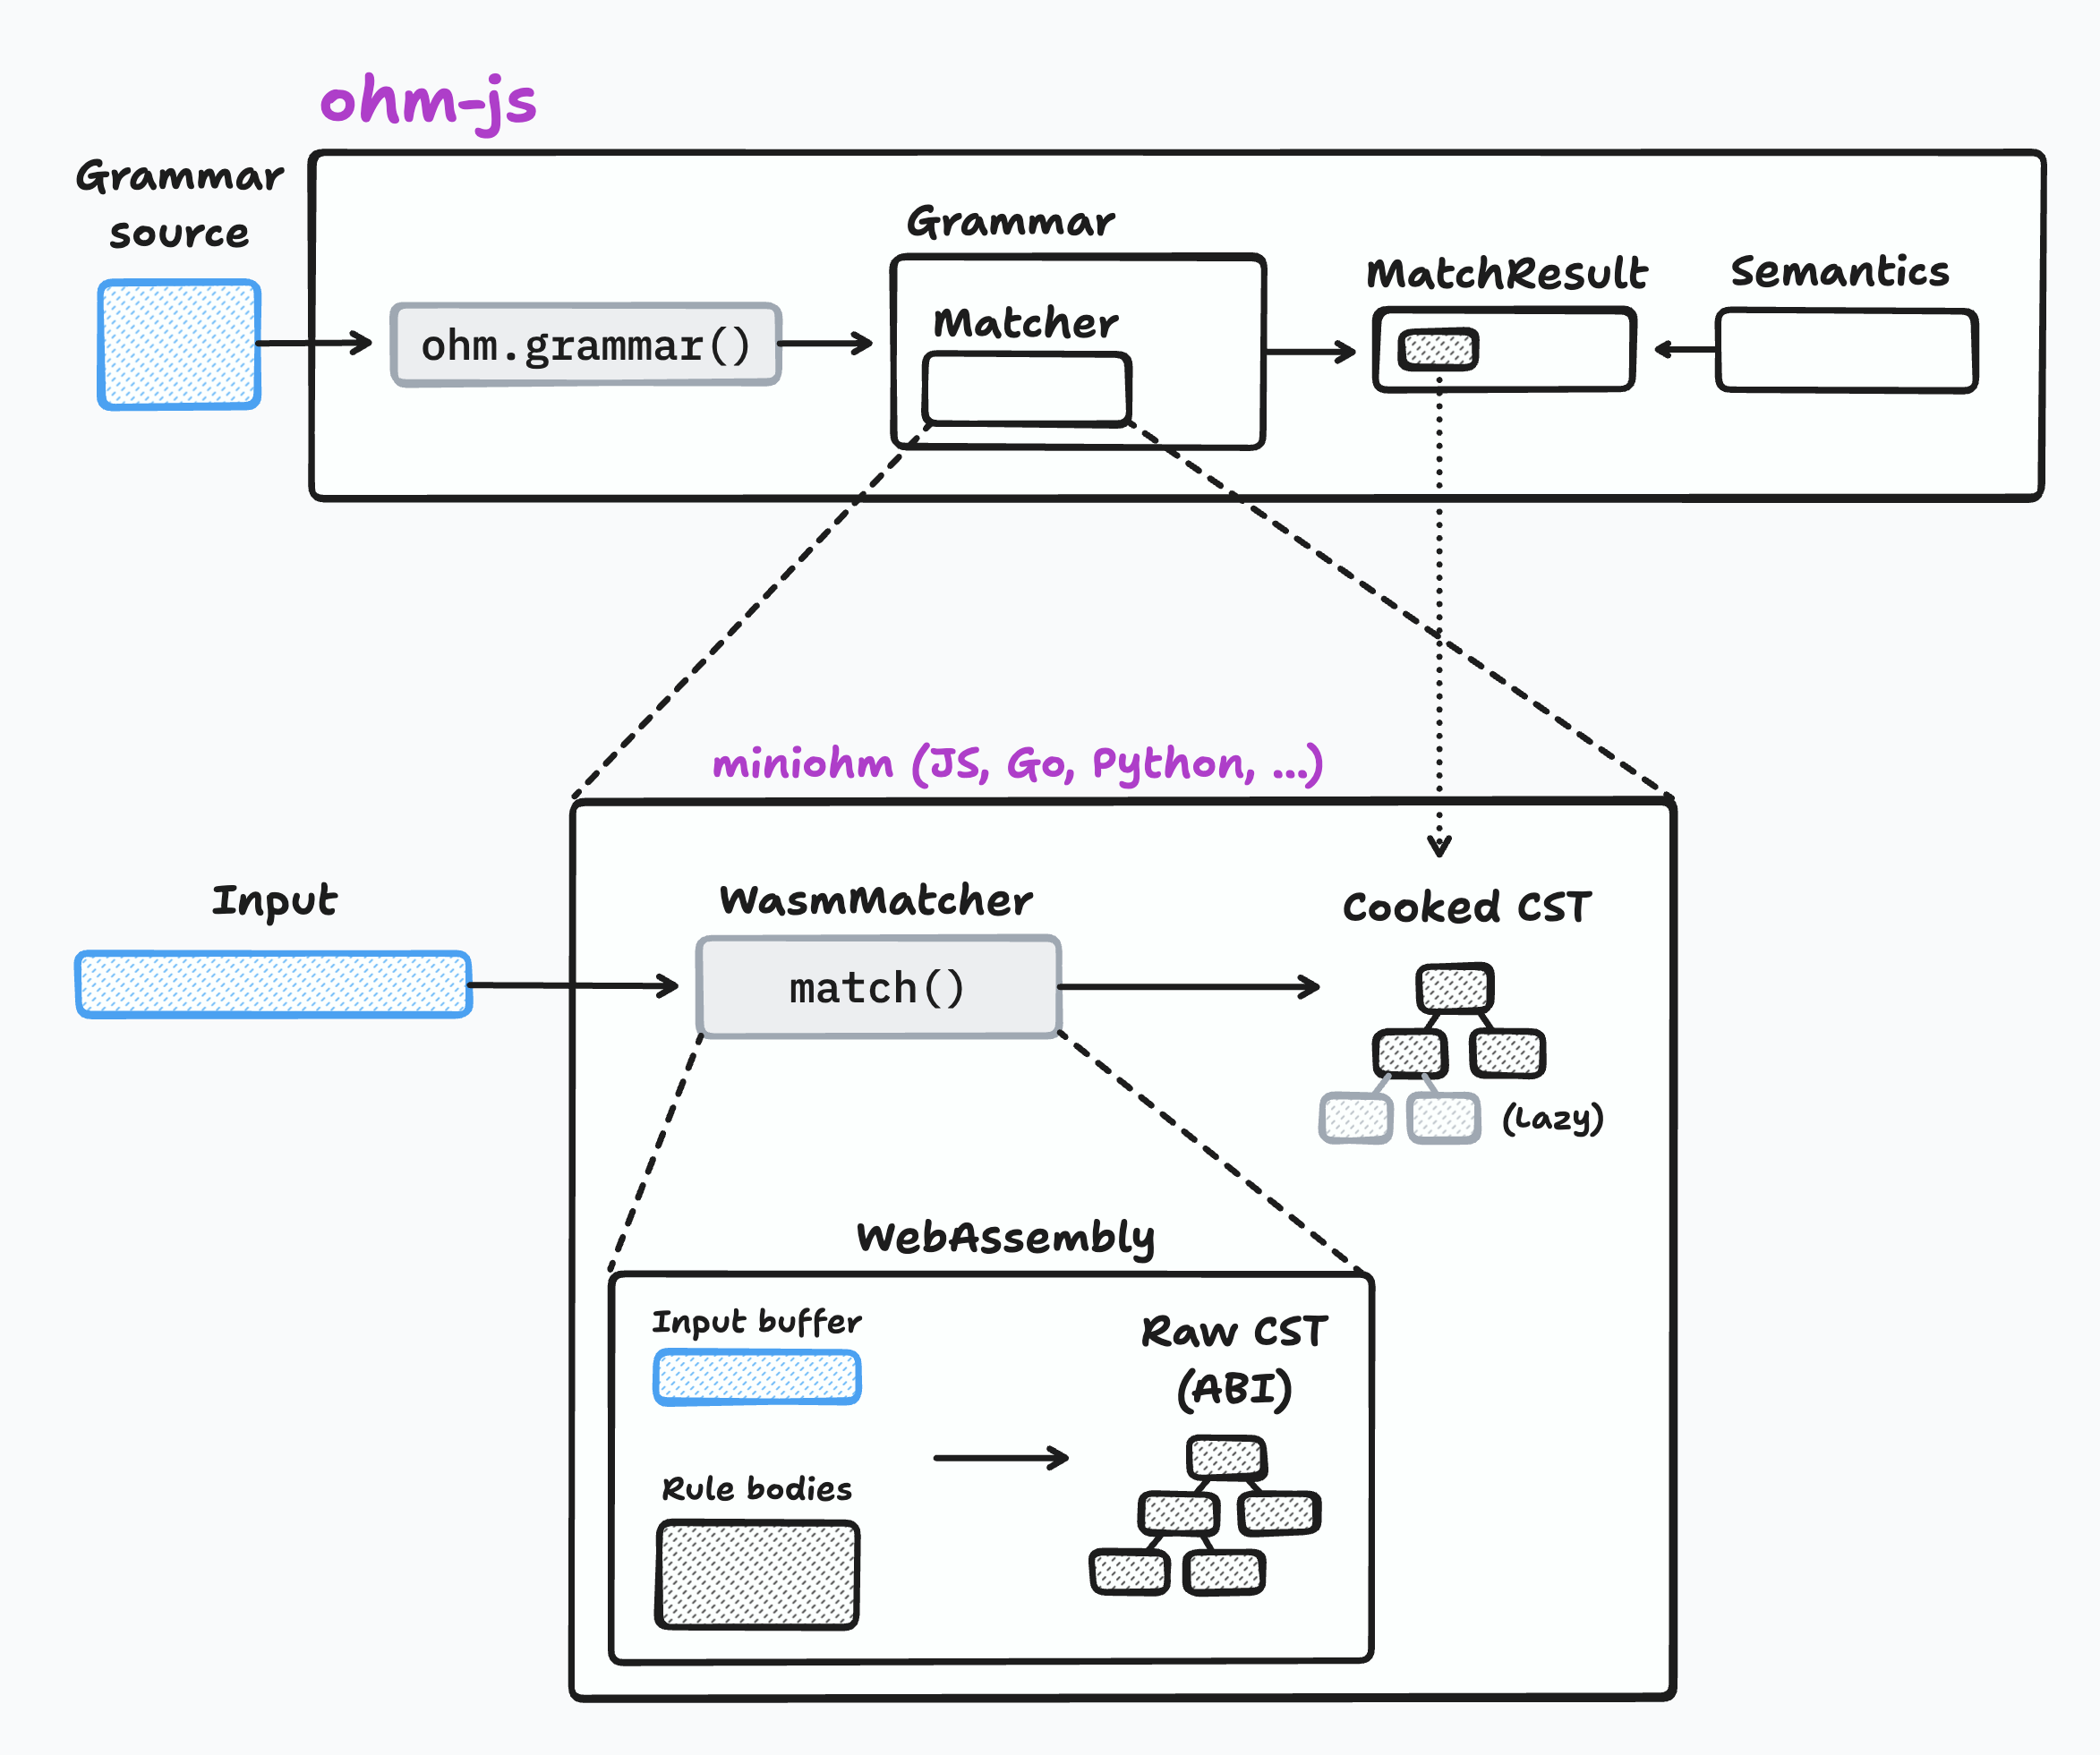 ohm-js
Grammar
source
ohm.grammar()
Grammar
Matcher
MatchResult
Semantics
miniohm (JS, Go, Python, ...)
Input
WasmMatcher
match()
Cooked CST
(Lazy)
WebAssembly
Input buffer
Rule bodies
Raw CST
(ABI)